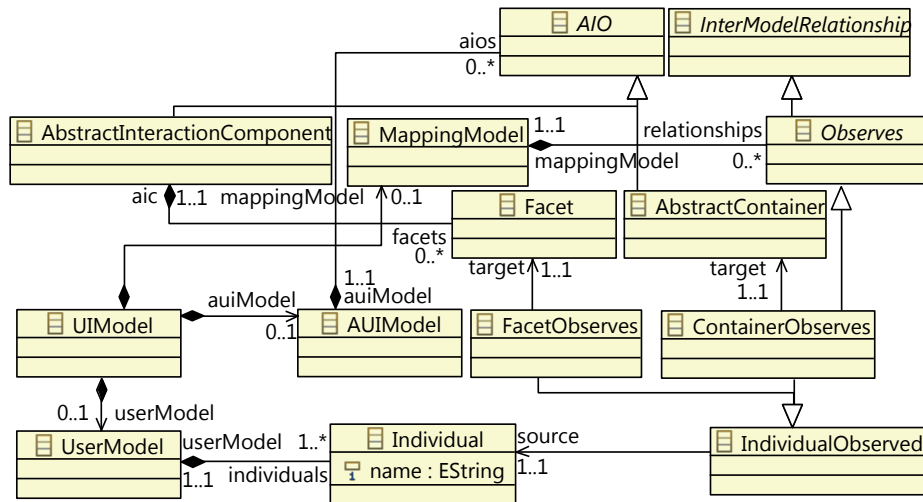 AIO
InterModelRelationship
aios
0..*
AbstractInteractionComponent
MappingModel
1..1
relationships
Observes
mappingModel
0..*
aic
1..1
mappingModel
0..1
Facet
AbstractContainer
facets
0..*
target
1..1
target
1..1
1..1
auiModel
auiModel
0..1
UIModel
AUIModel
FacetObserves
ContainerObserves
0..1
userModel
UserModel
userModel
1..1
1..*
individuals
Individual
name : EString
source
1..1
IndividualObserved